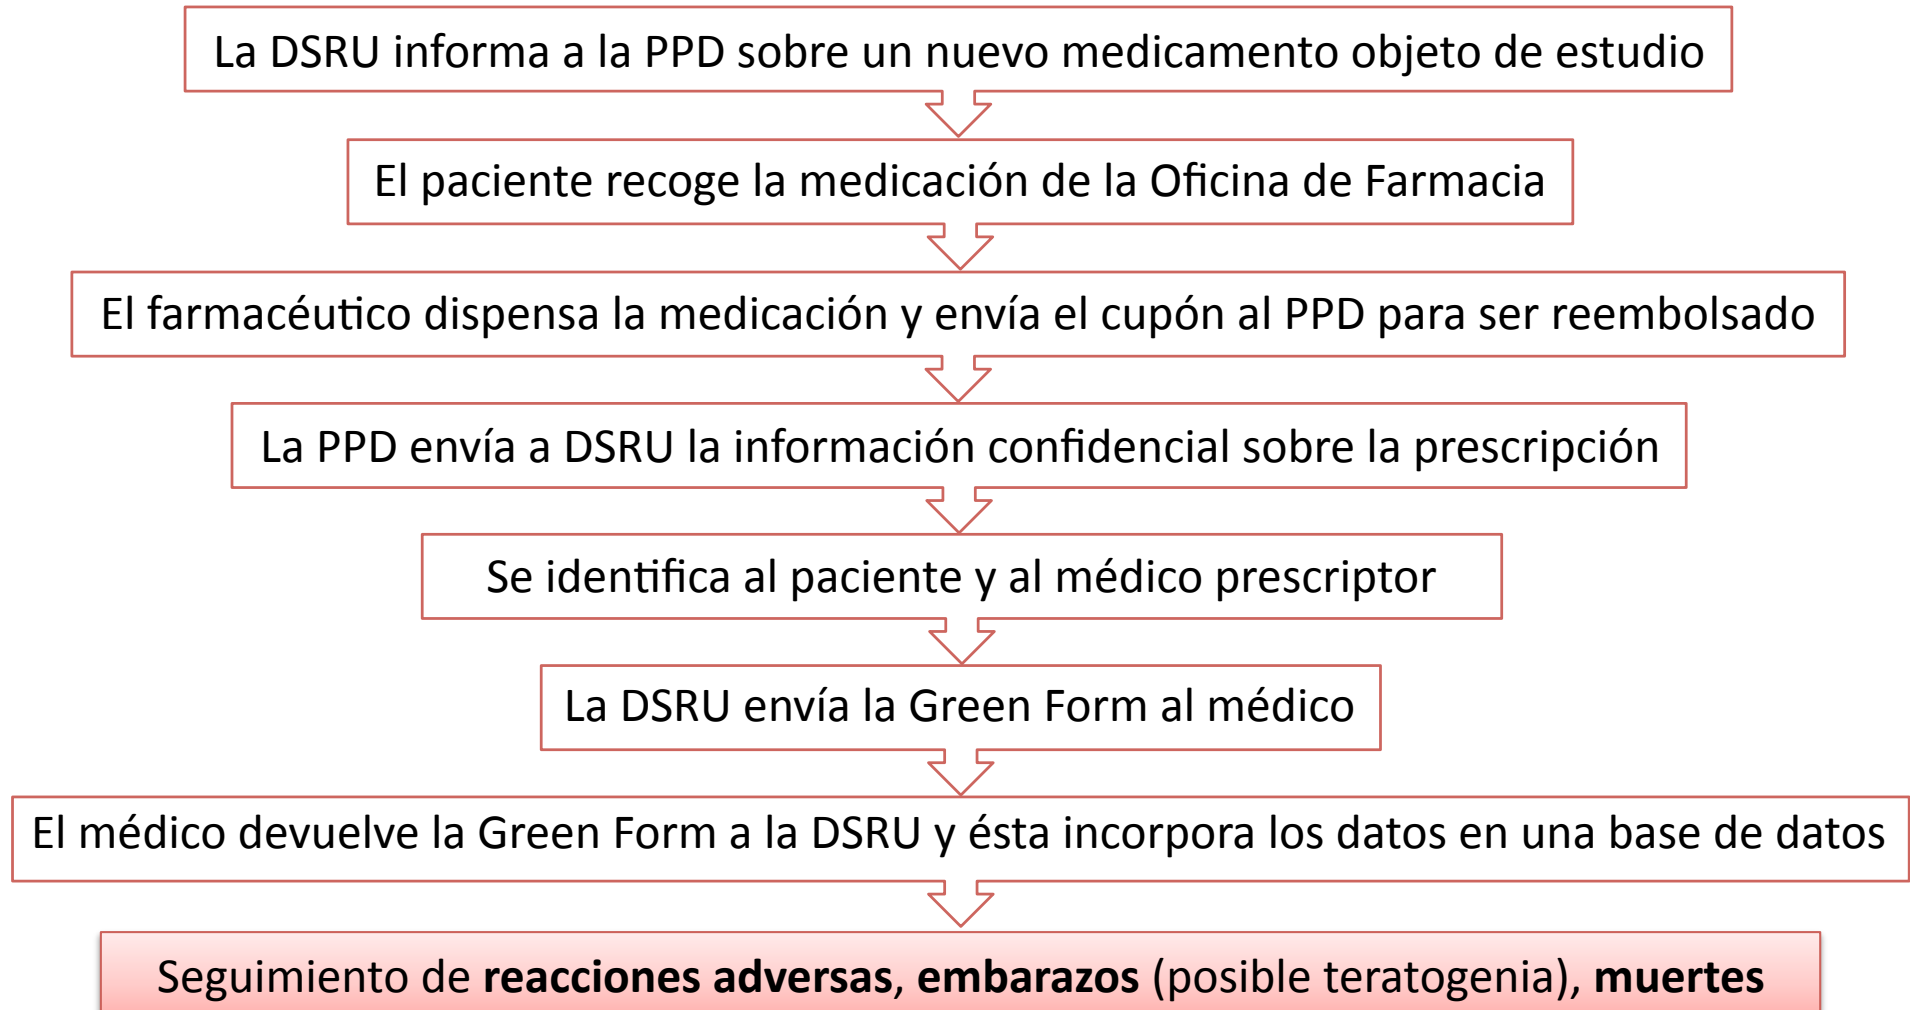 La DSRU informa a la PPD sobre un nuevo medicamento objeto de estudio
El paciente recoge la medicación de la Oficina de Farmacia
El farmacéutico dispensa la medicación y envía el cupón al PPD para ser reembolsado
La PPD envía a DSRU la información confidencial sobre la prescripción
Se identifica al paciente y al médico prescriptor
La DSRU envía la Green Form al médico
El médico devuelve la Green Form a la DSRU y ésta incorpora los datos en una base de datos
Seguimiento de reacciones adversas, embarazos (posible teratogenia), muertes